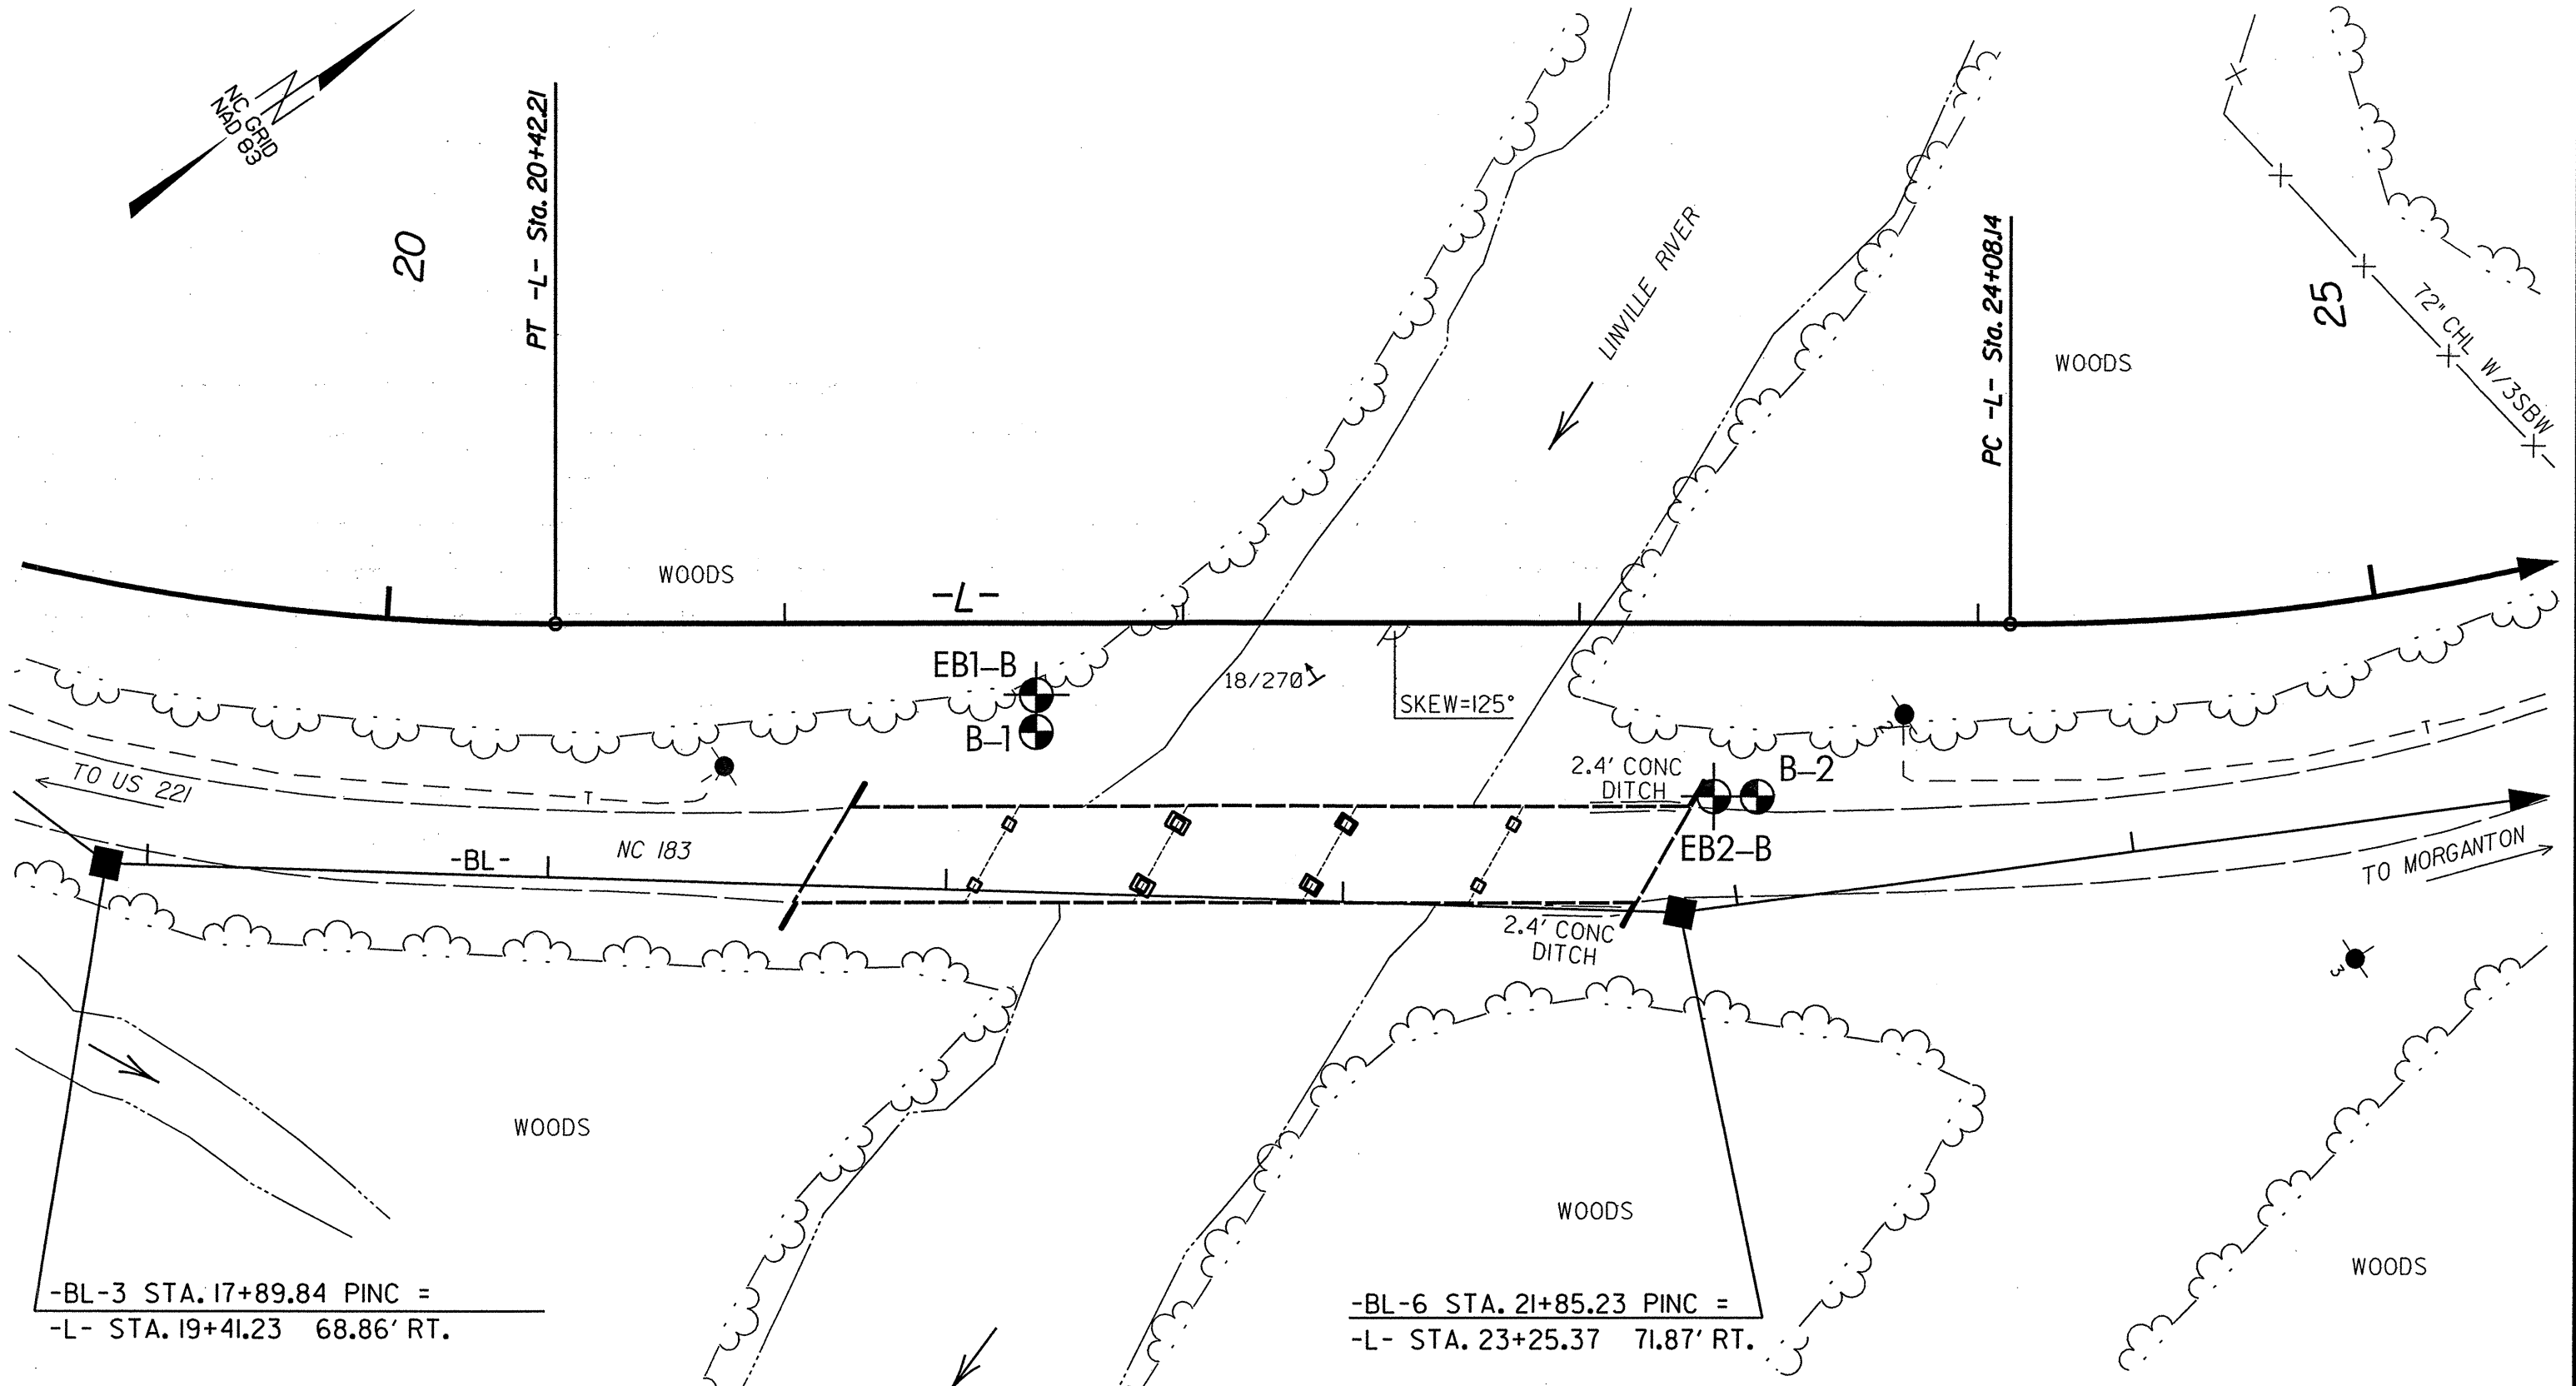 NC GRID
NAD 83
20
PT -L- Sta. 20+42.21
LINVILLE RIVER
PC -L- Sta. 24+08.14
25
72" CHL W/3SBW
WOODS
WOODS
-L-
EB1-B
B-1
18/270
SKEW=125°
2.4' CONC
DITCH
B-2
EB2-B
T
T
TO US 221
-BL-
NC 183
TO MORGANTON
2.4' CONC
DITCH
WOODS
WOODS
WOODS
-BL-3 STA. 17+89.84 PINC =
-L- STA. 19+41.23 68.86' RT.
-BL-6 STA. 21+85.23 PINC =
-L- STA. 23+25.37 71.87' RT.